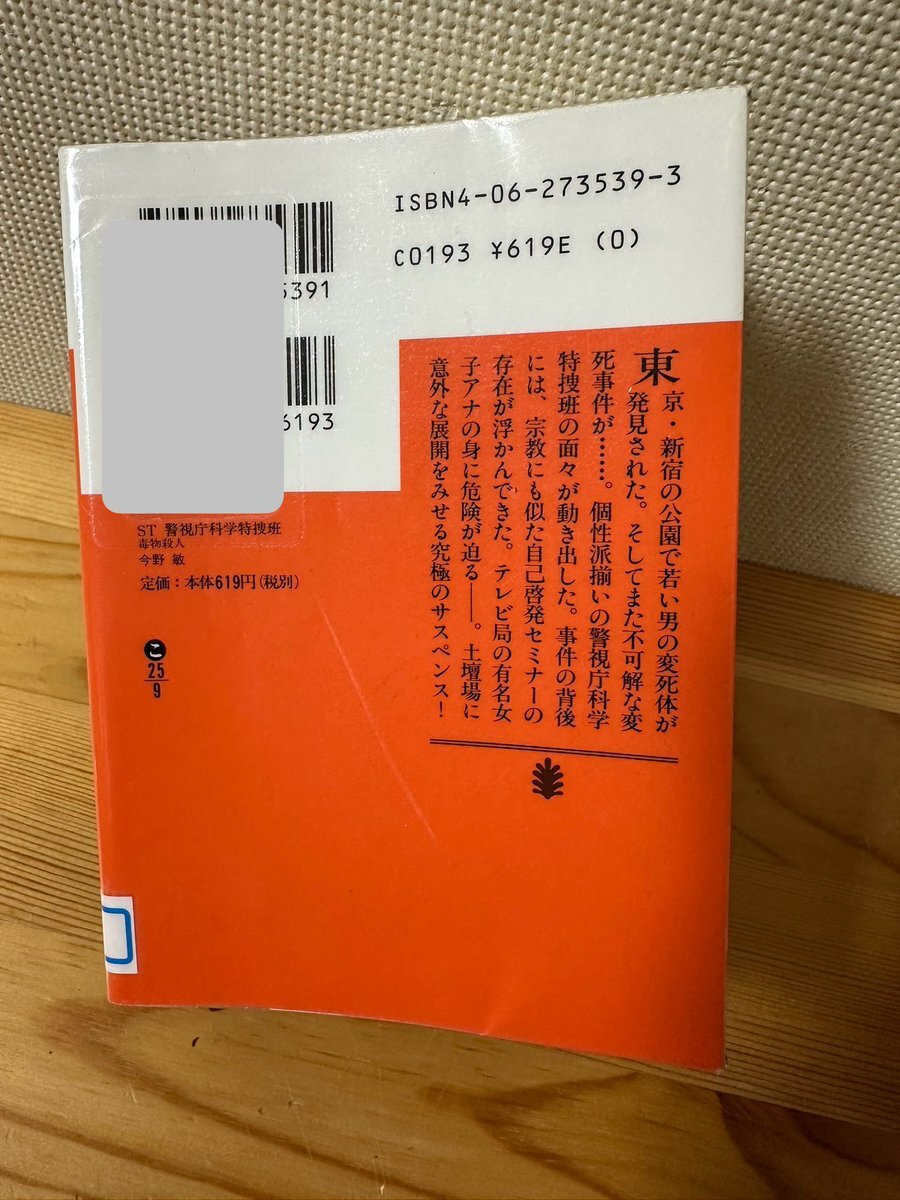 ISBN4-06-273539-3
C0193 ¥619E (0)
5391
6193
東京・新宿の公園で若い男の変死体が
発見された。そしてまた不可解な変
死事件が……。個性派揃いの警視庁科学
特捜班の面々が動き出した。事件の背後
には、宗教にも似た自己啓発セミナーの
存在が浮かんできた。テレビ局の有名女
子アナの身に危険が迫る――。土壇場に
意外な展開をみせる究極のサスペンス!
ST 警視庁科学特捜班
毒物殺人
今野 敏
定価:本体619円(税別)
こ
25
9